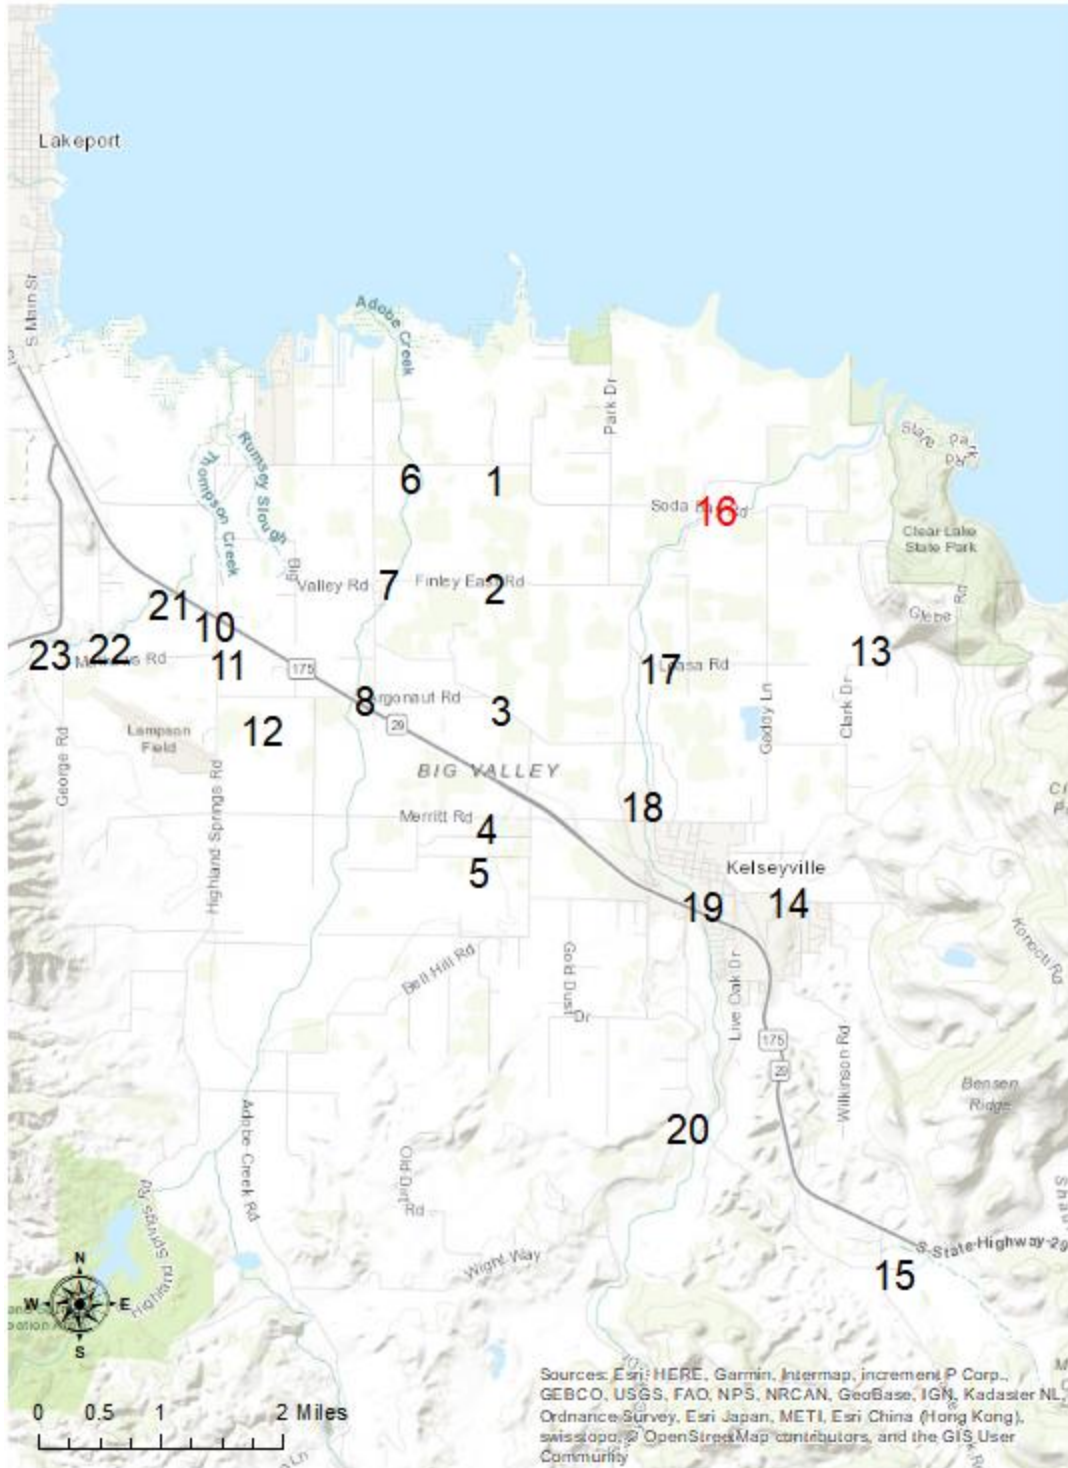 Lakeport
S Main St
Adobe Creek
Park Dr
Rumsey Slough
Thompson Creek
State Park Rd
6
1
Soda Bay Rd
16
Clear Lake
State Park
Big
Valley Rd
7
Finley East Rd
2
Glebe Rd
21
10
23
22
11
175
17
13
8
Argonaut Rd
29
3
Gaddy Ln
Clark Dr
Lampson
Field
12
George Rd
Highland Springs Rd
BIG VALLEY
18
Merritt Rd
4
5
Kelseyville
19
14
Bell Hill Rd
Gold Dust
Dr
Live Oak Dr
Konocti Rd
175
Wilkinson Rd
Bensen
Ridge
20
Adobe Creek Rd
Old Dirt
Rd
Highland Springs Rd
Wight Way
S State Highway 29
15
N
W
E
S
0 0.5 1 2 Miles
Sources: Esri, HERE, Garmin, Intermap, increment P Corp.,
GEBCO, USGS, FAO, NPS, NRCAN, GeoBase, IGN, Kadaster NL,
Ordnance Survey, Esri Japan, METI, Esri China (Hong Kong),
swisstopo, © OpenStreetMap contributors, and the GIS User
Community